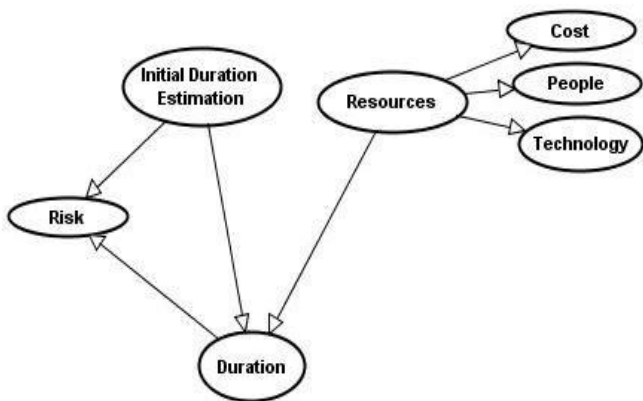 Cost
Initial Duration
Estimation
People
Resources
Technology
Risk
Duration